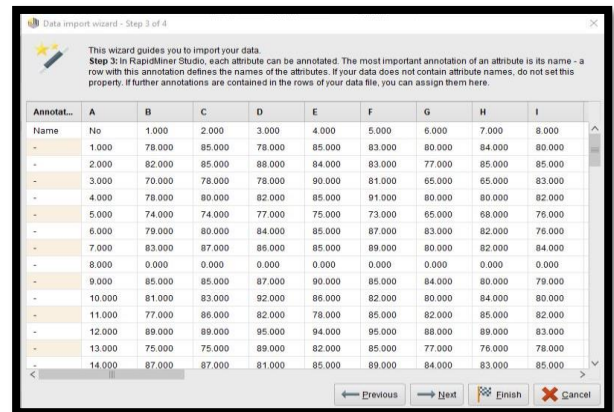 Data import wizard - Step 3 of 4
This wizard guides you to import your data.
Step 3: In RapidMiner Studio, each attribute can be annotated. The most important annotation of an attribute is its name - a
row with this annotation defines the names of the attributes. If your data does not contain attribute names, do not set this
property. If further annotations are contained in the rows of your data file, you can assign them here.
Annotat... A B C D E F G H I
Name No 1.000 2.000 3.000 4.000 5.000 6.000 7.000 8.000
- 1.000 78.000 85.000 78.000 85.000 83.000 80.000 84.000 80.000
- 2.000 82.000 85.000 88.000 84.000 83.000 77.000 85.000 85.000
- 3.000 70.000 78.000 78.000 90.000 81.000 65.000 65.000 83.000
- 4.000 78.000 80.000 82.000 85.000 91.000 80.000 80.000 82.000
- 5.000 74.000 74.000 77.000 75.000 73.000 65.000 68.000 76.000
- 6.000 79.000 80.000 84.000 85.000 87.000 83.000 82.000 76.000
- 7.000 83.000 87.000 86.000 85.000 89.000 80.000 82.000 84.000
- 8.000 0.000 0.000 0.000 0.000 0.000 0.000 0.000 0.000
- 9.000 85.000 85.000 87.000 90.000 85.000 84.000 80.000 79.000
- 10.000 81.000 83.000 92.000 86.000 82.000 80.000 84.000 80.000
- 11.000 77.000 86.000 82.000 78.000 85.000 82.000 85.000 82.000
- 12.000 89.000 89.000 95.000 94.000 95.000 88.000 89.000 83.000
- 13.000 75.000 75.000 89.000 82.000 85.000 77.000 76.000 78.000
- 14.000 87.000 87.000 81.000 85.000 89.000 84.000 83.000 85.000
Previous Next Finish Cancel